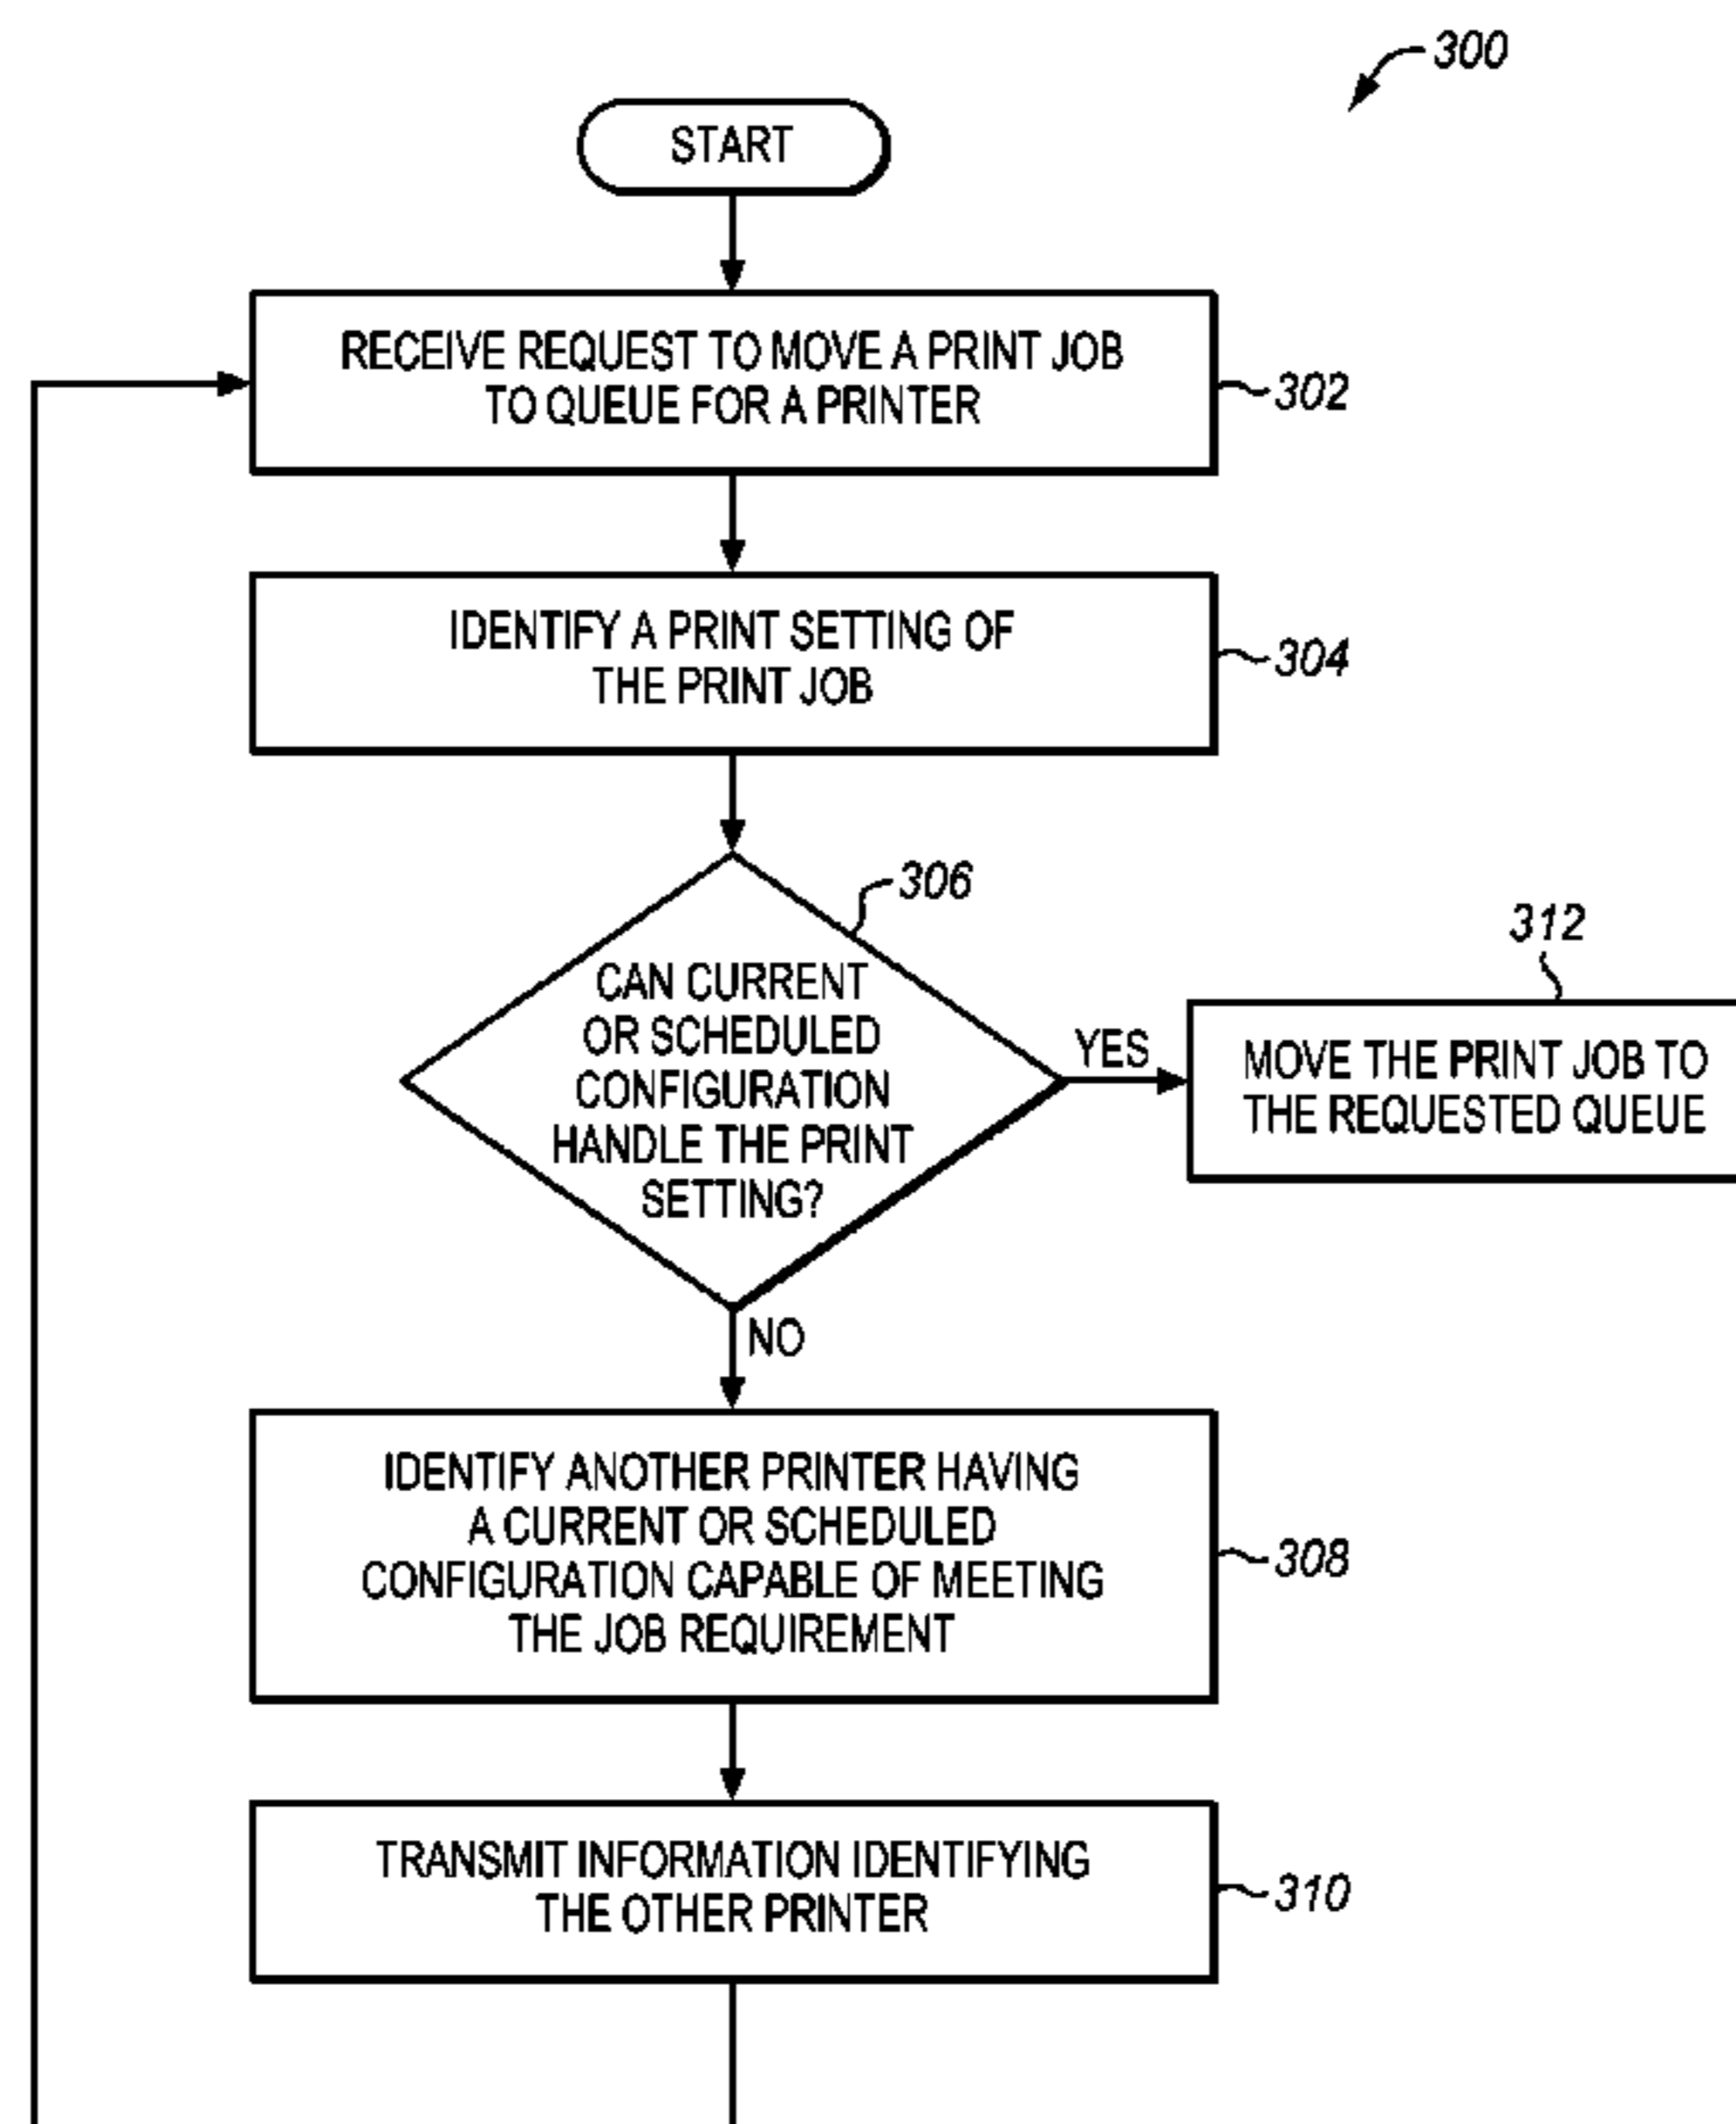 300
START
RECEIVE REQUEST TO MOVE A PRINT JOB
TO QUEUE FOR A PRINTER
302
IDENTIFY A PRINT SETTING OF
THE PRINT JOB
304
306
CAN CURRENT
OR SCHEDULED
CONFIGURATION
HANDLE THE PRINT
SETTING?
YES
312
MOVE THE PRINT JOB TO
THE REQUESTED QUEUE
NO
IDENTIFY ANOTHER PRINTER HAVING
A CURRENT OR SCHEDULED
CONFIGURATION CAPABLE OF MEETING
THE JOB REQUIREMENT
308
TRANSMIT INFORMATION IDENTIFYING
THE OTHER PRINTER
310